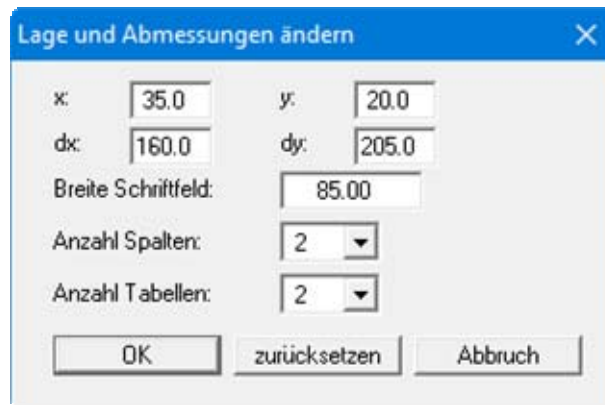 Lage und Abmessungen ändern
x: 35.0 y: 20.0
dx: 160.0 dy: 205.0
Breite Schriftfeld: 85.00
Anzahl Spalten: 2
Anzahl Tabellen: 2
OK zurücksetzen Abbruch